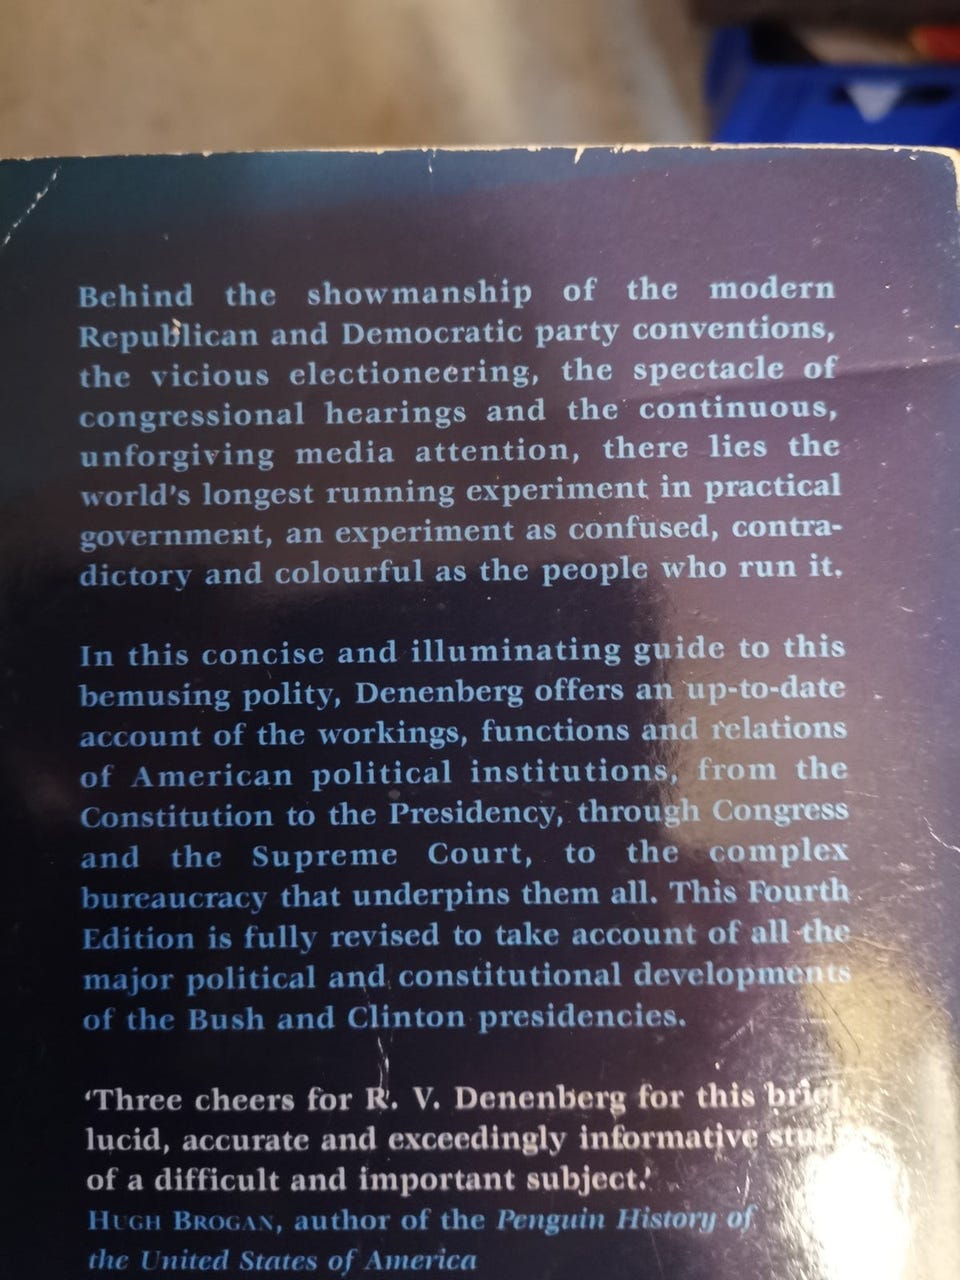 Behind the showmanship of the modern
Republican and Democratic party conventions,
the vicious electioneering, the spectacle of
congressional hearings and the continuous,
unforgiving media attention, there lies the
world's longest running experiment in practical
government, an experiment as confused, contra-
dictory and colourful as the people who run it.
In this concise and illuminating guide to this
bemusing polity, Denenberg offers an up-to-date
account of the workings, functions and relations
of American political institutions, from the
Constitution to the Presidency, through Congress
and the Supreme Court, to the complex
bureaucracy that underpins them all. This Fourth
Edition is fully revised to take account of all the
major political and constitutional developments
of the Bush and Clinton presidencies.
‘Three cheers for R. V. Denenberg for this brief,
lucid, accurate and exceedingly informative study
of a difficult and important subject.’
HUGH BROGAN, author of the Penguin History of
the United States of America